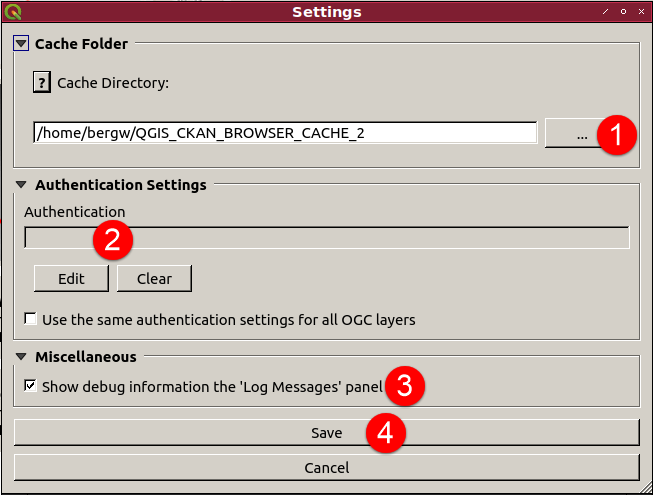 Settings
Cache Folder
? Cache Directory:
/home/bergw/QGIS_CKAN_BROWSER_CACHE_2 ... 1
Authentication Settings
Authentication
2
Edit Clear
Use the same authentication settings for all OGC layers
Miscellaneous
Show debug information the 'Log Messages' panel 3
Save 4
Cancel